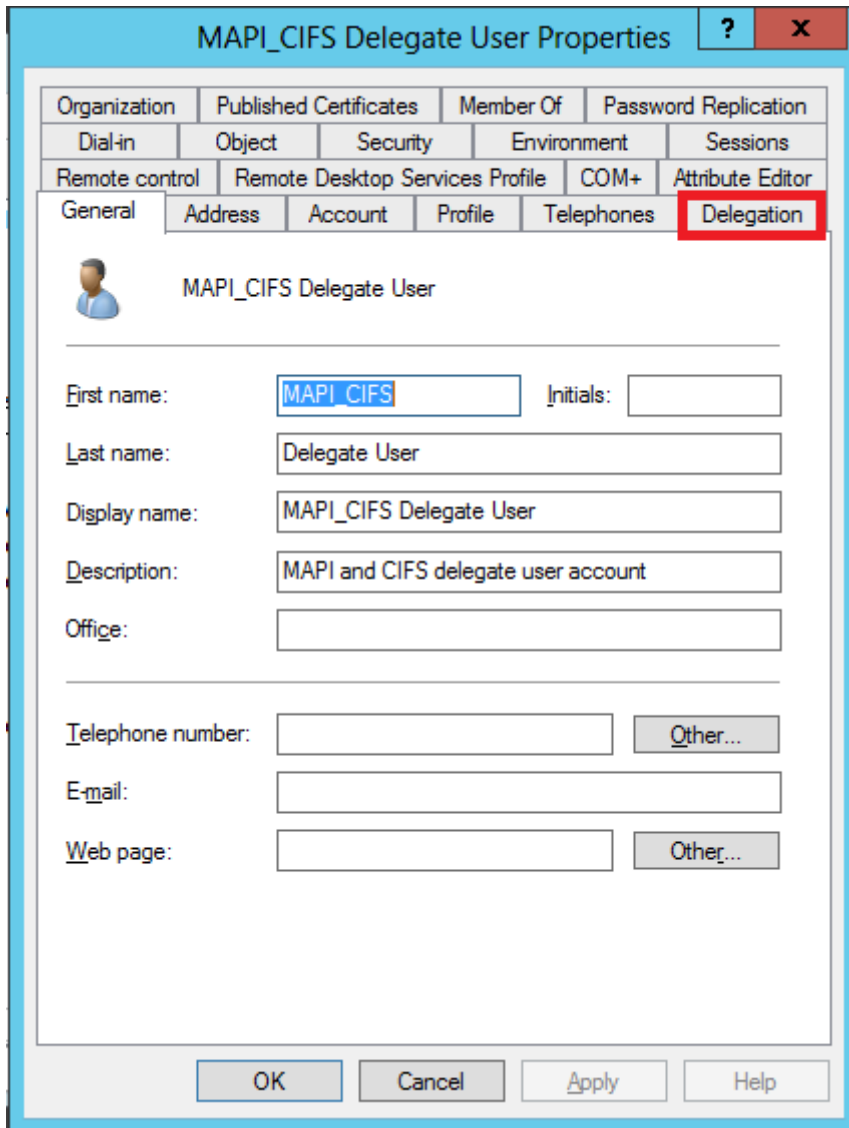 MAPI_CIFS Delegate User Properties ? x
Organization Published Certificates Member Of Password Replication
Dial-in Object Security Environment Sessions
Remote control Remote Desktop Services Profile COM+ Attribute Editor
General Address Account Profile Telephones Delegation
MAPI_CIFS Delegate User
First name: MAPI_CIFS Initials:
Last name: Delegate User
Display name: MAPI_CIFS Delegate User
Description: MAPI and CIFS delegate user account
Office:
Telephone number: Other...
E-mail:
Web page: Other...
OK Cancel Apply Help